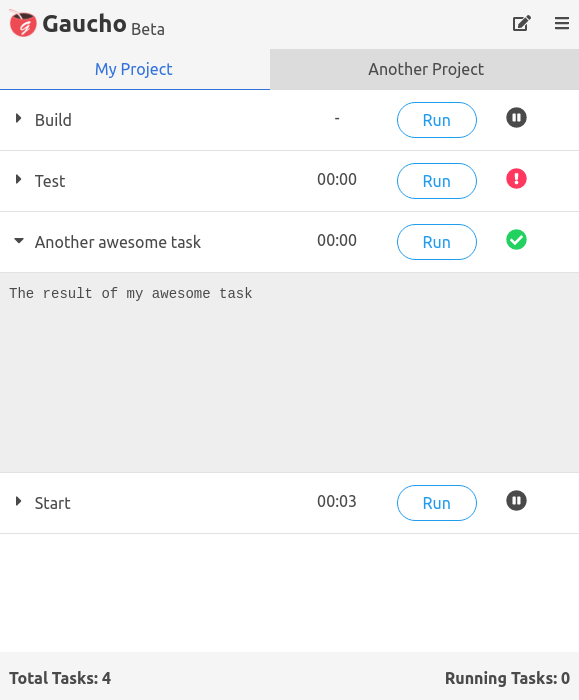 Gaucho Beta
My Project Another Project
Build - Run
Test 00:00 Run
Another awesome task 00:00 Run
The result of my awesome task
Start 00:03 Run
Total Tasks: 4 Running Tasks: 0